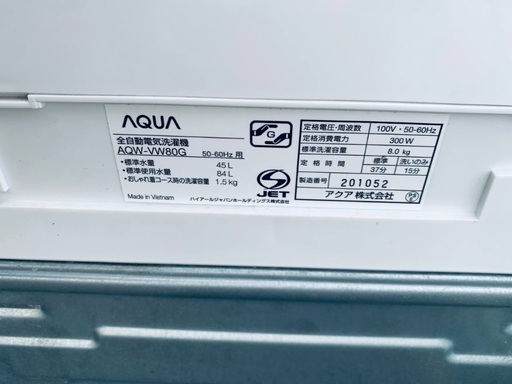 AQUA
全自動電気洗濯機
AQW-VW80G 50-60Hz 用
・標準水量 45 L
・標準使用水量 84 L
・おしゃれ着コース時の洗濯容量 1.5 kg
Made in Vietnam
ハイアールジャパンホールディングス株式会社
G
JET
定格電圧・周波数 100V・50-60Hz
定格消費電力 300 W
標準洗濯容量 8.0 kg
標準 洗いのみ
37分 15分
製造番号 201052
アクア 株式会社